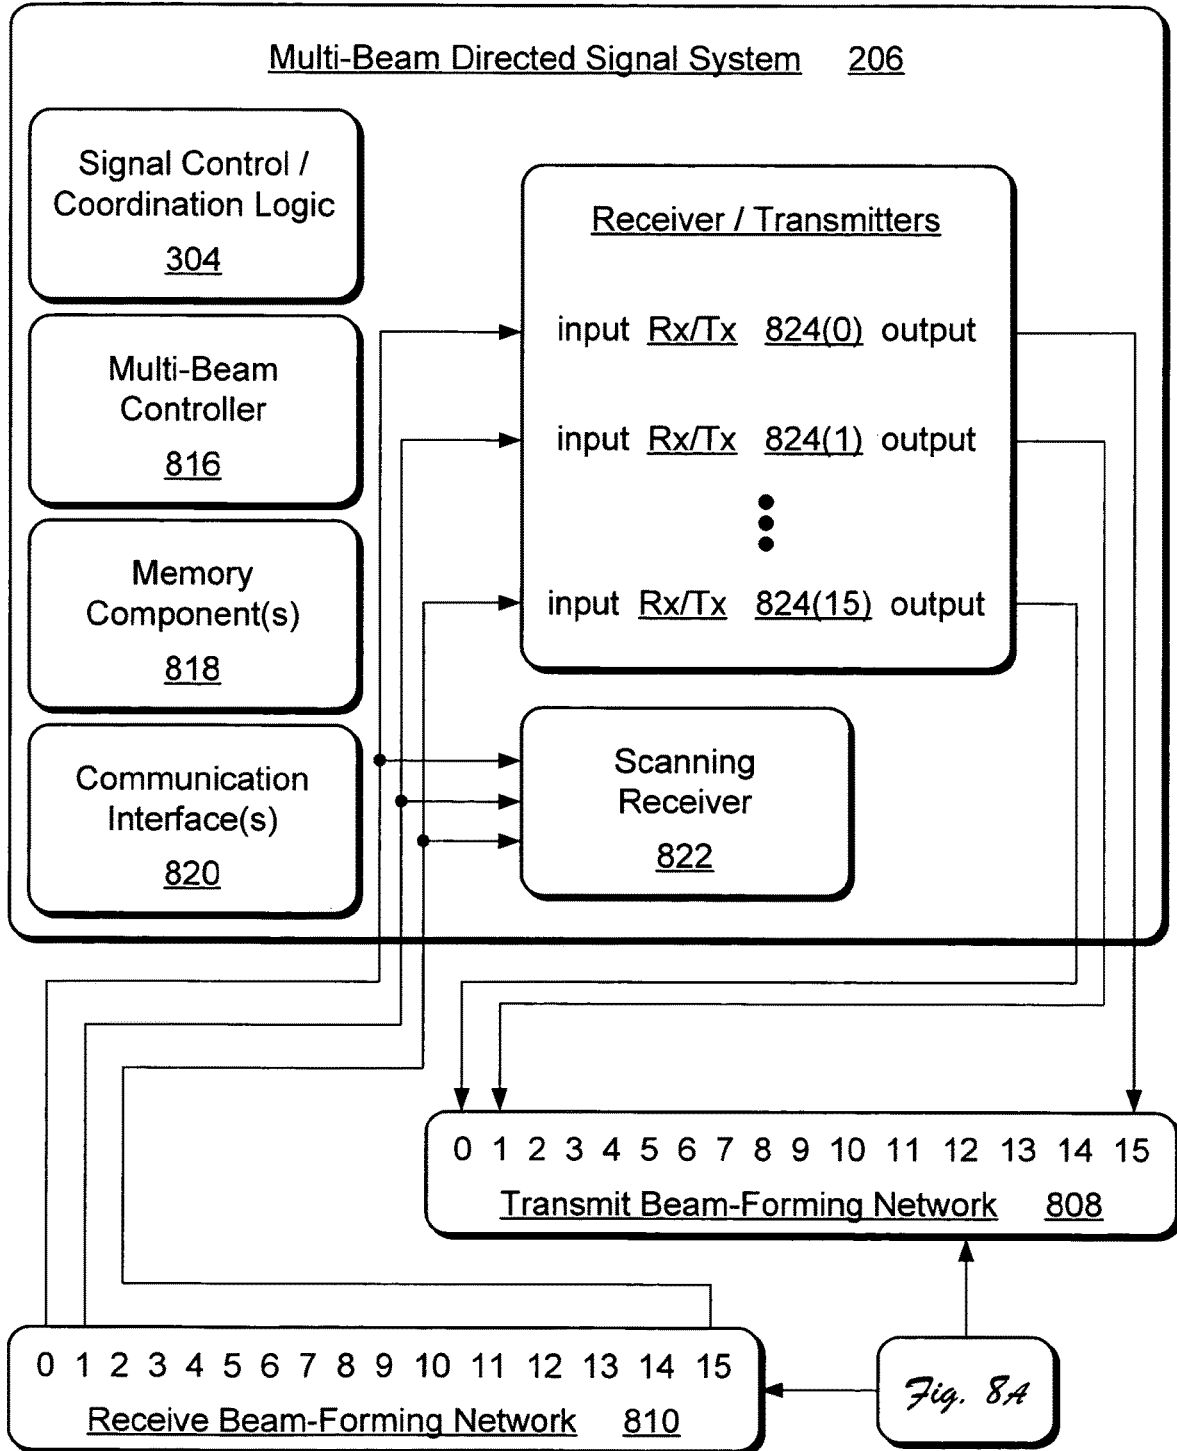 Multi-Beam Directed Signal System 206
Signal Control /
Coordination Logic
304
Multi-Beam
Controller
816
Memory
Component(s)
818
Communication
Interface(s)
820
Receiver / Transmitters
input Rx/Tx 824(0) output
input Rx/Tx 824(1) output
input Rx/Tx 824(15) output
Scanning
Receiver
822
0 1 2 3 4 5 6 7 8 9 10 11 12 13 14 15
Transmit Beam-Forming Network 808
0 1 2 3 4 5 6 7 8 9 10 11 12 13 14 15
Receive Beam-Forming Network 810
Fig. 8A